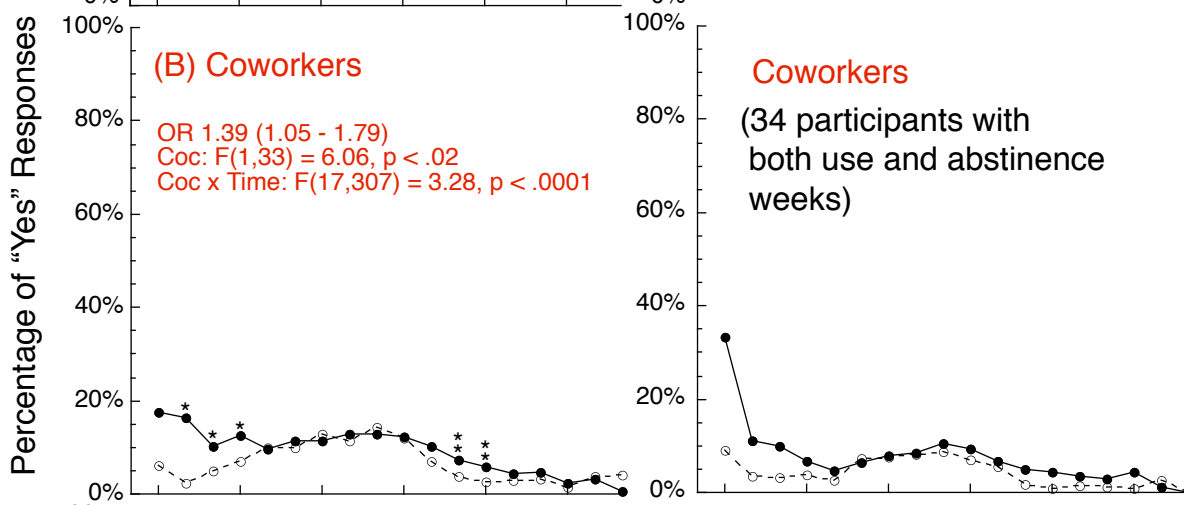 Percentage of “Yes” Responses
100%
80%
60%
40%
20%
0%
(B) Coworkers
OR 1.39 (1.05 - 1.79)
Coc: F(1,33) = 6.06, p < .02
Coc x Time: F(17,307) = 3.28, p < .0001
*
*
*
*
*
*
*
100%
80%
60%
40%
20%
0%
Coworkers
(34 participants with
both use and abstinence
weeks)